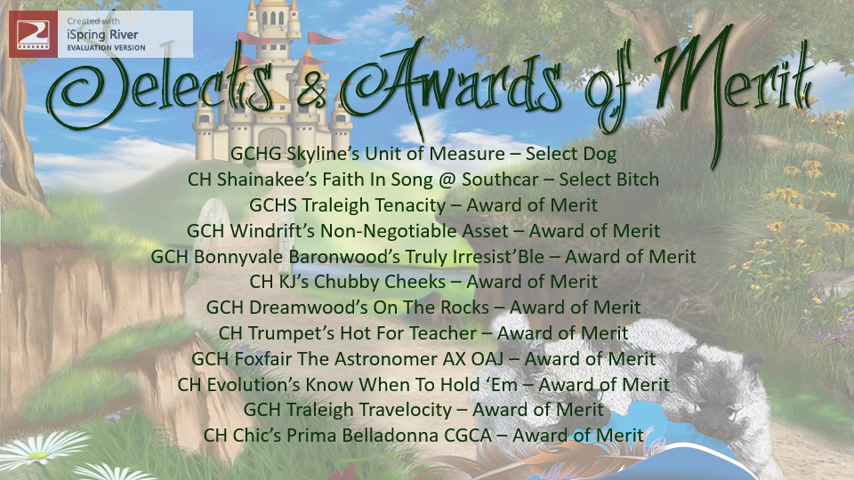 Created with
iSpring River
EVALUATION VERSION
Selects & Awards of Merit
GCHG Skyline's Unit of Measure – Select Dog
CH Shainakee's Faith In Song @ Southcar – Select Bitch
GCHS Traleigh Tenacity – Award of Merit
GCH Windrift's Non-Negotiable Asset – Award of Merit
GCH Bonnyvale Baronwood's Truly Irresist'Ble – Award of Merit
CH KJ's Chubby Cheeks – Award of Merit
GCH Dreamwood's On The Rocks – Award of Merit
CH Trumpet's Hot For Teacher – Award of Merit
GCH Foxfair The Astronomer AX OAJ – Award of Merit
CH Evolution's Know When To Hold 'Em – Award of Merit
GCH Traleigh Travelocity – Award of Merit
CH Chic's Prima Belladonna CGCA – Award of Merit